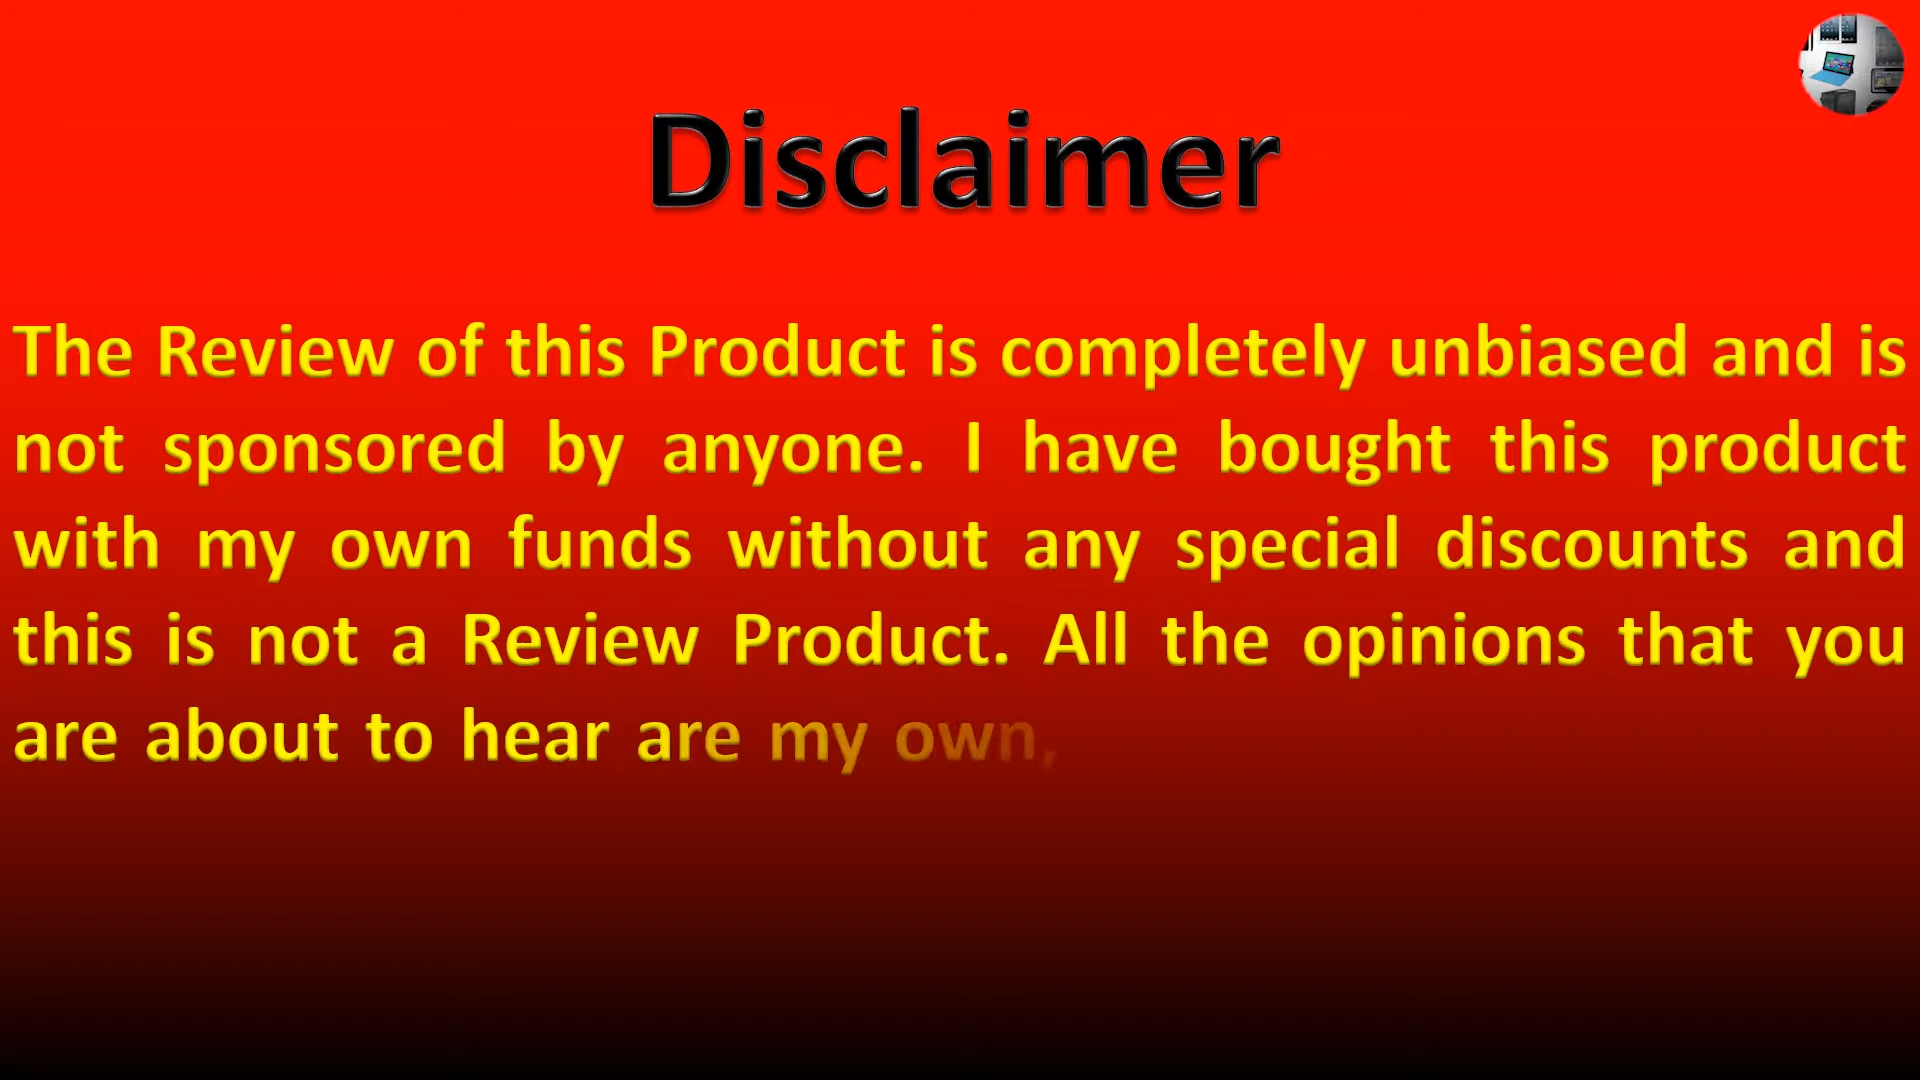 Disclaimer
The Review of this Product is completely unbiased and is
not sponsored by anyone. I have bought this product
with my own funds without any special discounts and
this is not a Review Product. All the opinions that you
are about to hear are my own,